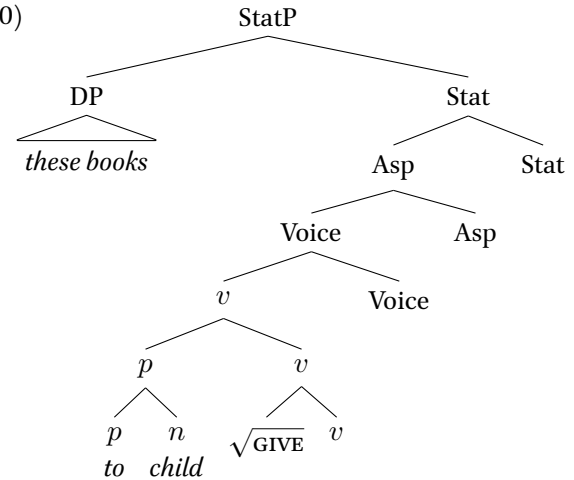 0) StatP
DP Stat
these books Asp Stat
Voice Asp
v Voice
p v
p n √GIVE v
to child